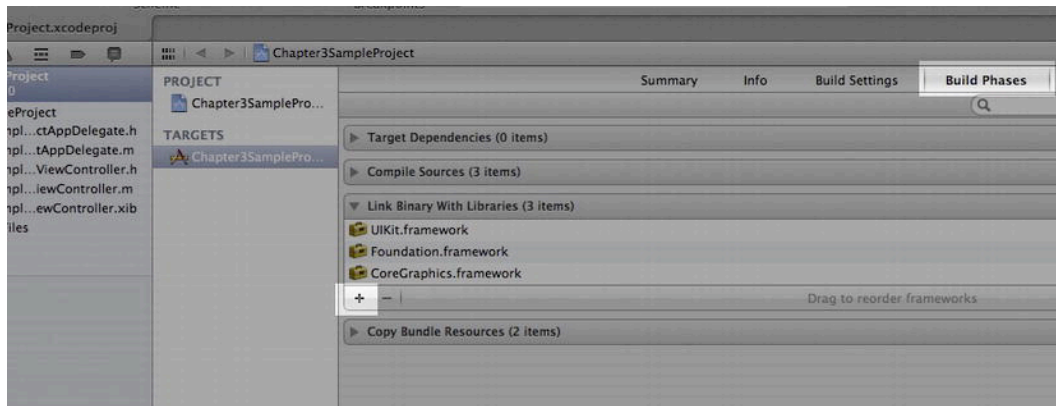 Project.xcodeproj
Chapter3SampleProject
Project
eProject
npl...ctAppDelegate.h
npl...tAppDelegate.m
npl...ViewController.h
npl...iewController.m
npl...ewController.xib
iles
PROJECT
Chapter3SamplePro...
TARGETS
Chapter3SamplePro...
Summary Info Build Settings Build Phases
Target Dependencies (0 items)
Compile Sources (3 items)
Link Binary With Libraries (3 items)
UIKit.framework
Foundation.framework
CoreGraphics.framework
+ −
Drag to reorder frameworks
Copy Bundle Resources (2 items)